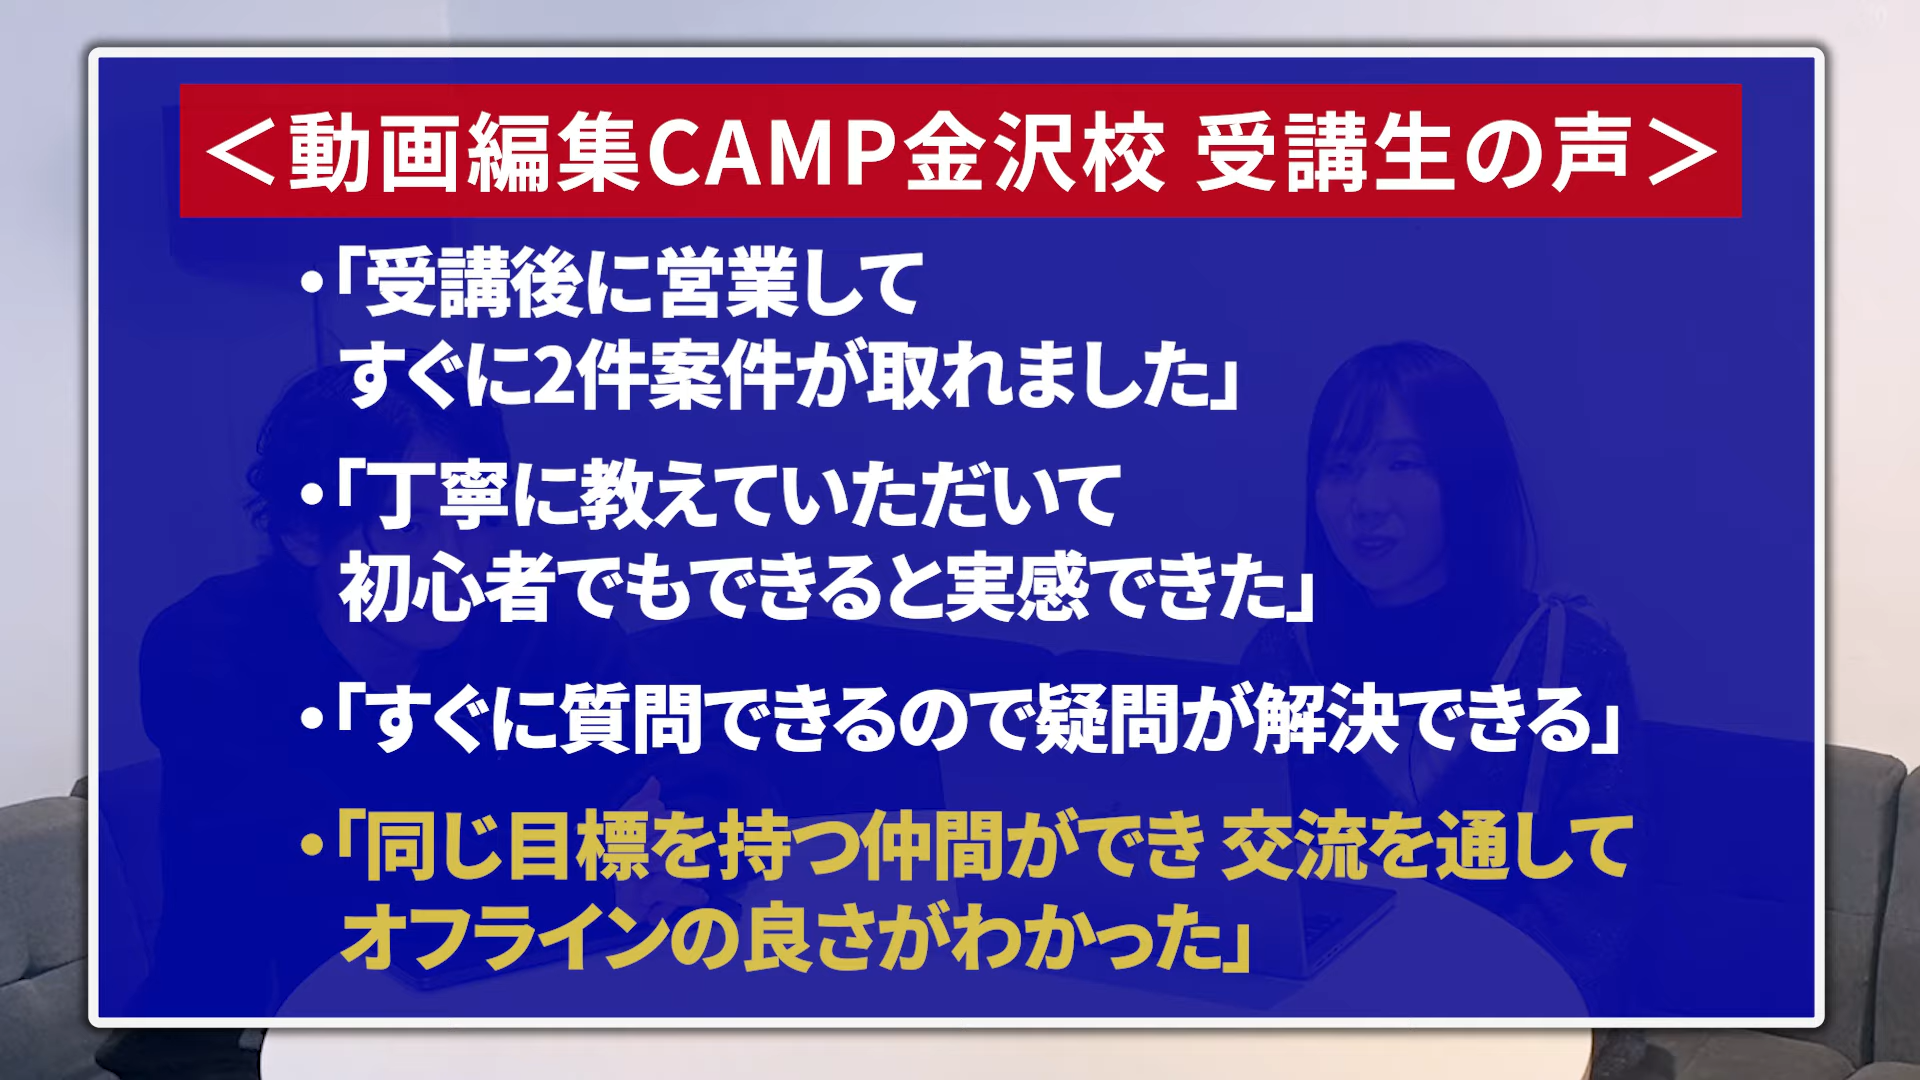 ＜動画編集CAMP金沢校 受講生の声＞
・「受講後に営業して
すぐに2件案件が取れました」
・「丁寧に教えていただいて
初心者でもできると実感できた」
・「すぐに質問できるので疑問が解決できる」
・「同じ目標を持つ仲間ができ 交流を通して
オフラインの良さがわかった」